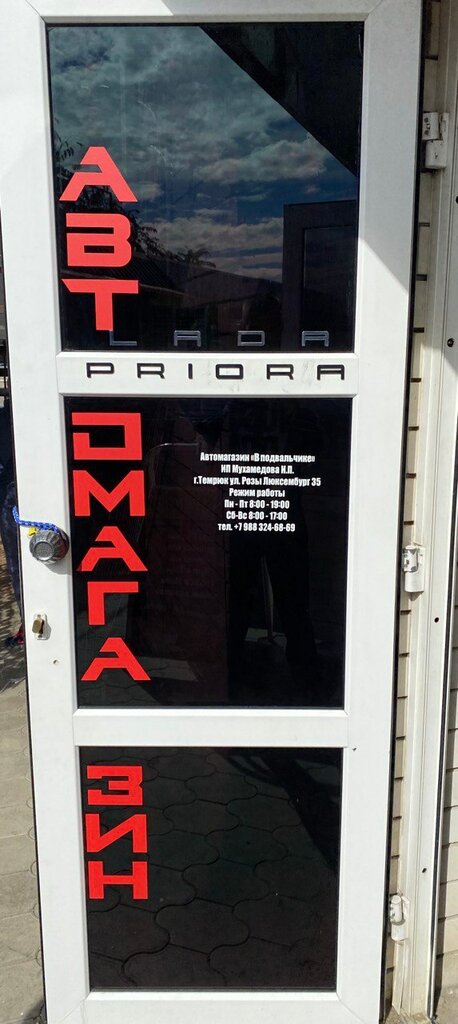 АВТ
LADA
PRIORA
ОМАГА
Автомагазин «В подвальчике»
ИП Мухамедова Н.П.
г.Темрюк ул. Розы Люксембург 35
Режим работы
Пн - Пт 8:00 - 19:00
Сб-Вс 8:00 - 17:00
тел. +7 988 324-68-69
ЗИН